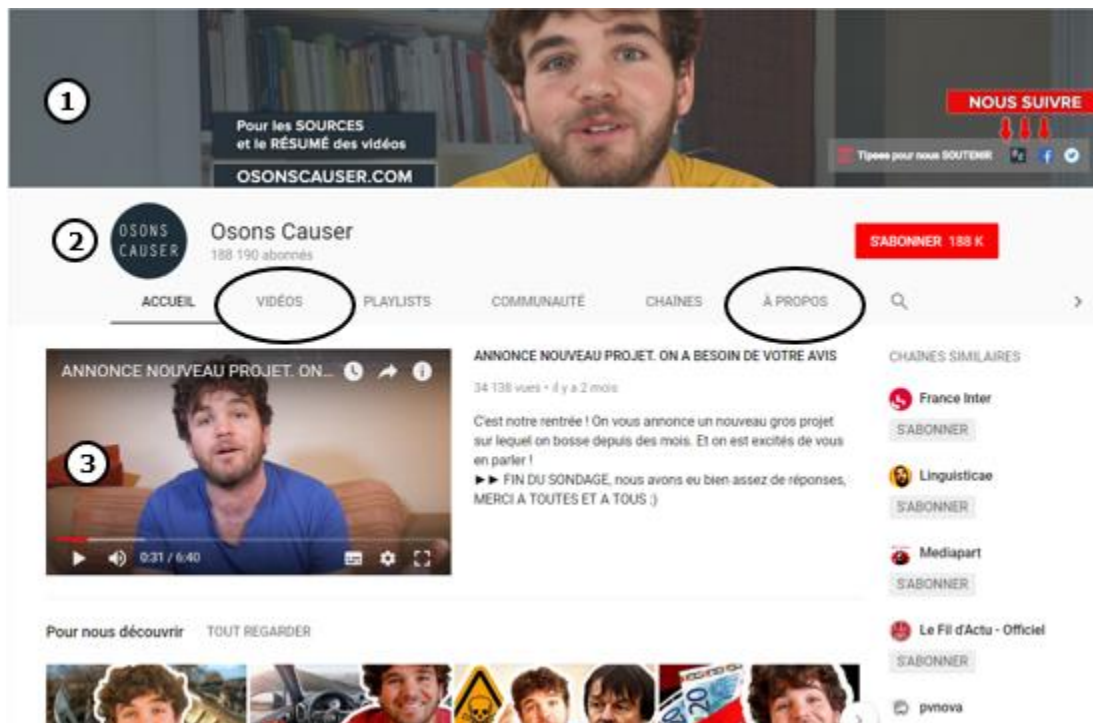 1
Pour les SOURCES
et le RÉSUMÉ des vidéos
OSONSCAUSER.COM
NOUS SUIVRE
Tipeee pour nous SOUTENIR
2
OSONS
CAUSER
Osons Causer
188 190 abonnés
S'ABONNER 188 K
ACCUEIL
VIDÉOS
PLAYLISTS
COMMUNAUTÉ
CHAÎNES
À PROPOS
ANNONCE NOUVEAU PROJET. ON...
3
0:31 / 6:40
ANNONCE NOUVEAU PROJET. ON A BESOIN DE VOTRE AVIS
34 138 vues • il y a 2 mois
C'est notre rentrée ! On vous annonce un nouveau gros projet
sur lequel on bosse depuis des mois. Et on est excités de vous
en parler !
►► FIN DU SONDAGE, nous avons eu bien assez de réponses,
MERCI A TOUTES ET A TOUS :)
CHAÎNES SIMILAIRES
France Inter
S'ABONNER
Linguisticae
S'ABONNER
Mediapart
S'ABONNER
Le Fil d'Actu - Officiel
S'ABONNER
pvnova
Pour nous découvrir TOUT REGARDER
20